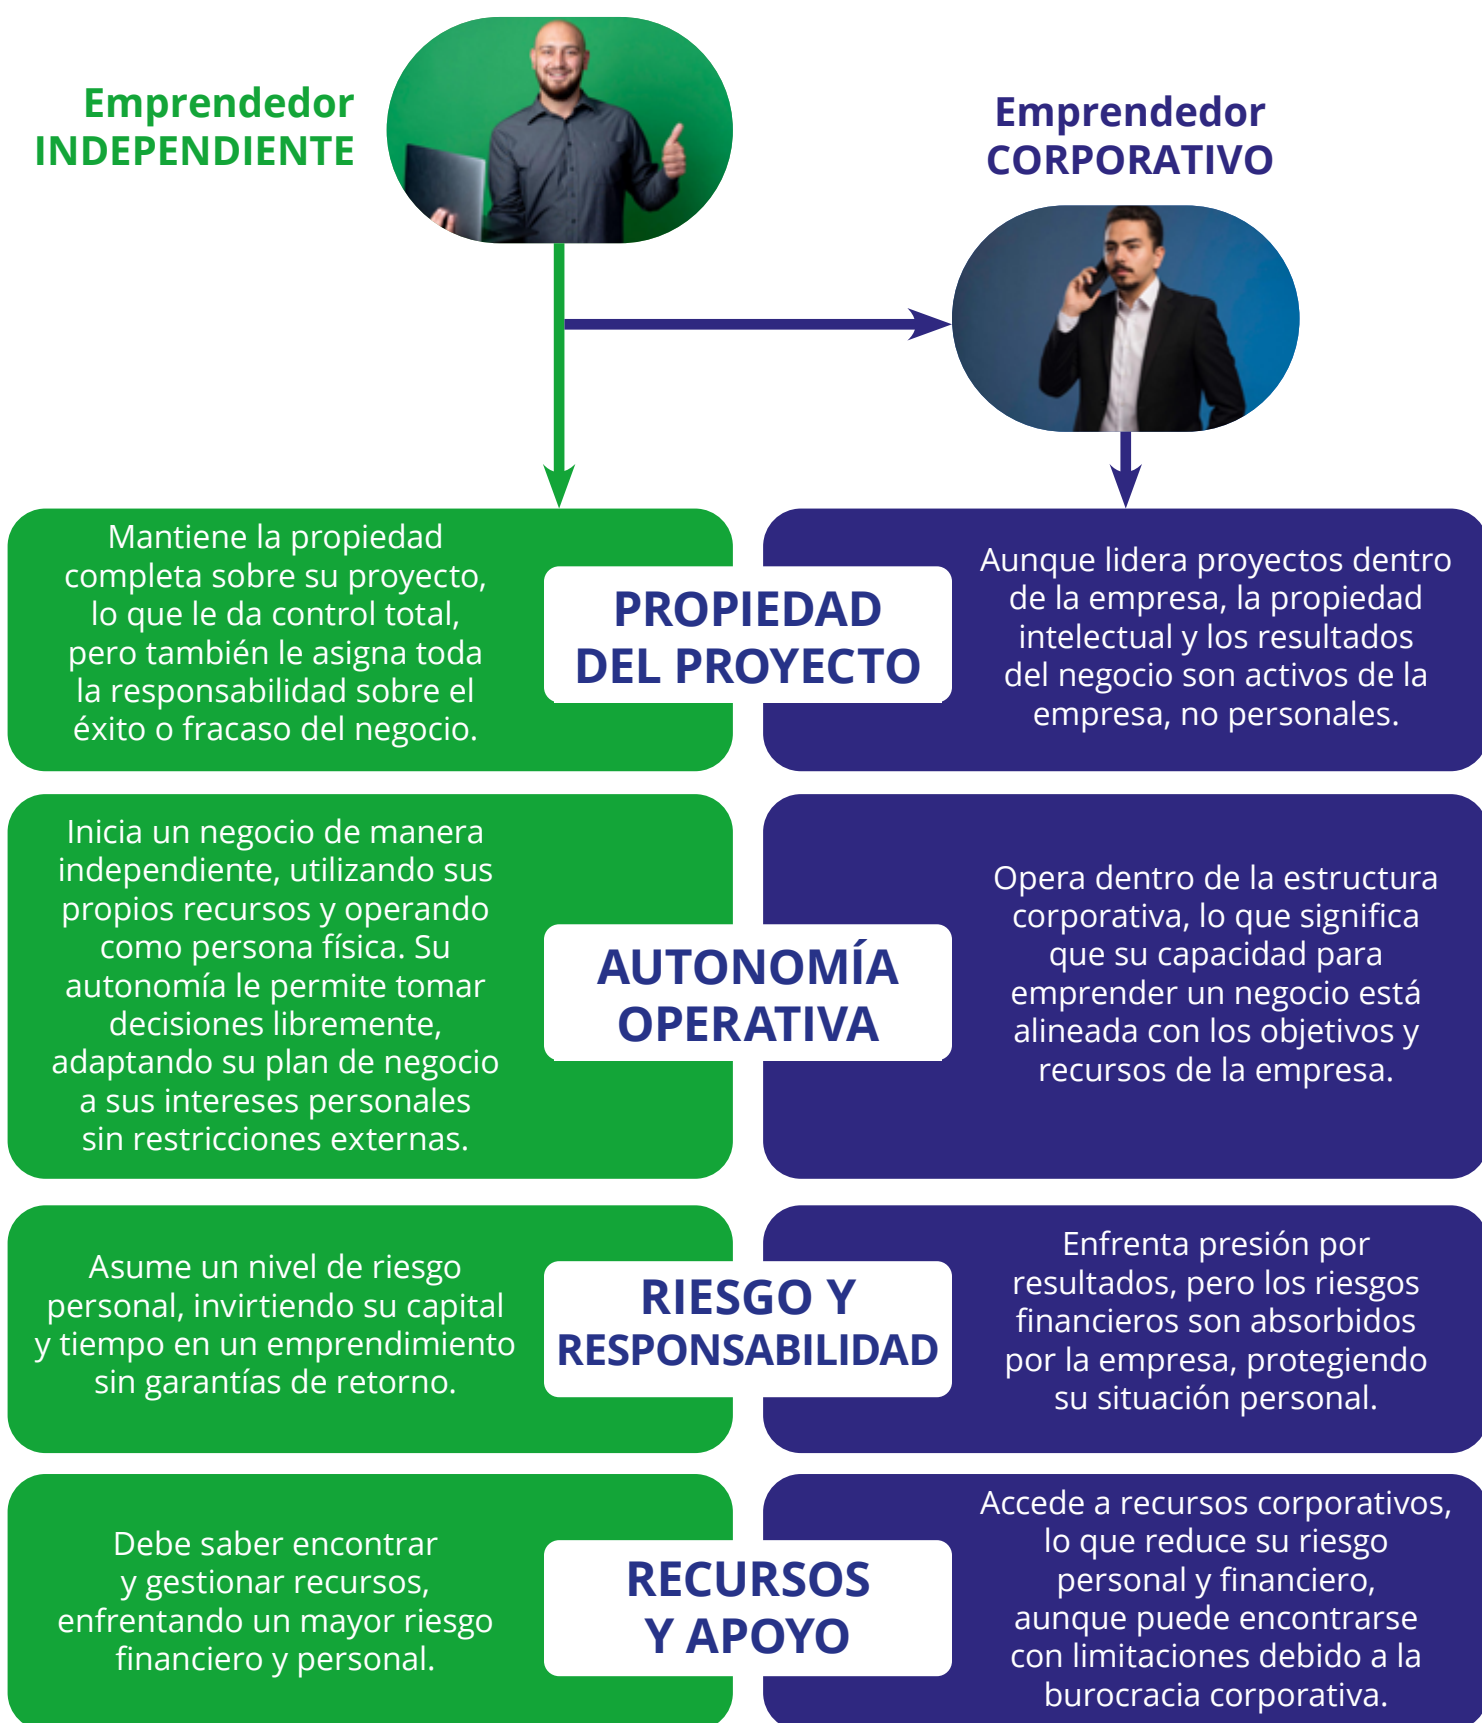 Emprendedor
INDEPENDIENTE
Emprendedor
CORPORATIVO
Mantiene la propiedad
completa sobre su proyecto,
lo que le da control total,
pero también le asigna toda
la responsabilidad sobre el
éxito o fracaso del negocio.
PROPIEDAD
DEL PROYECTO
Aunque lidera proyectos dentro
de la empresa, la propiedad
intelectual y los resultados
del negocio son activos de la
empresa, no personales.
Inicia un negocio de manera
independiente, utilizando sus
propios recursos y operando
como persona física. Su
autonomía le permite tomar
decisiones libremente,
adaptando su plan de negocio
a sus intereses personales
sin restricciones externas.
AUTONOMÍA
OPERATIVA
Opera dentro de la estructura
corporativa, lo que significa
que su capacidad para
emprender un negocio está
alineada con los objetivos y
recursos de la empresa.
Asume un nivel de riesgo
personal, invirtiendo su capital
y tiempo en un emprendimiento
sin garantías de retorno.
RIESGO Y
RESPONSABILIDAD
Enfrenta presión por
resultados, pero los riesgos
financieros son absorbidos
por la empresa, protegiendo
su situación personal.
Debe saber encontrar
y gestionar recursos,
enfrentando un mayor riesgo
financiero y personal.
RECURSOS
Y APOYO
Accede a recursos corporativos,
lo que reduce su riesgo
personal y financiero,
aunque puede encontrarse
con limitaciones debido a la
burocracia corporativa.